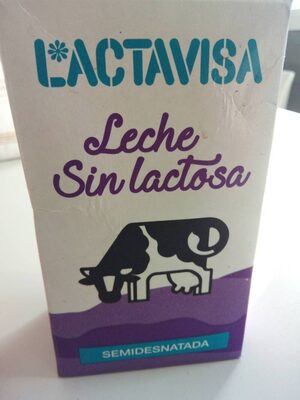 LACTAVISA
Leche
Sin lactosa
SEMIDESNATADA